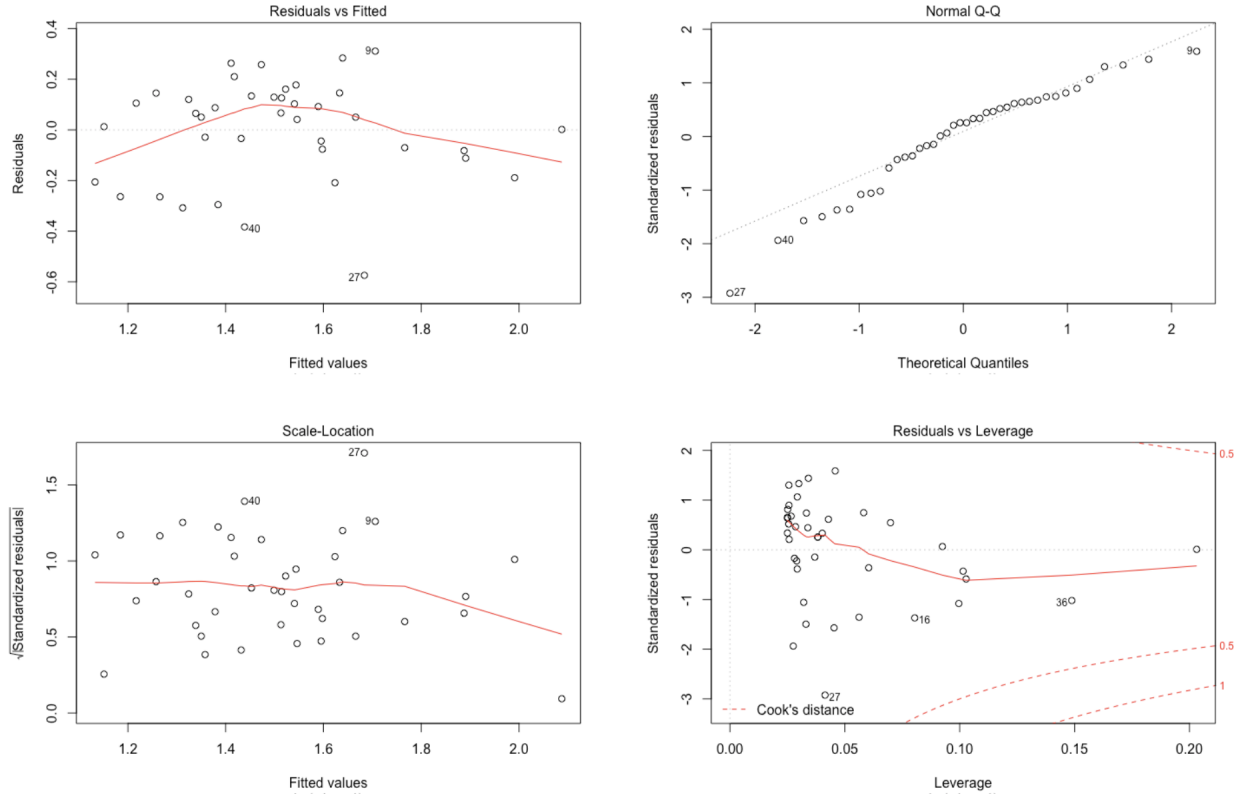 Residuals vs Fitted
0.4
0.2
0.0
-0.2
-0.4
-0.6
Residuals
9
40
27
1.2 1.4 1.6 1.8 2.0
Fitted values
Normal Q-Q
2
1
0
-1
-2
-3
Standardized residuals
9
40
27
-2 -1 0 1 2
Theoretical Quantiles
Scale-Location
1.5
1.0
0.5
0.0
√|Standardized residuals|
27
40
9
1.2 1.4 1.6 1.8 2.0
Fitted values
Residuals vs Leverage
2
1
0
-1
-2
-3
Standardized residuals
0.5
36
16
0.5
27
1
Cook's distance
0.00 0.05 0.10 0.15 0.20
Leverage